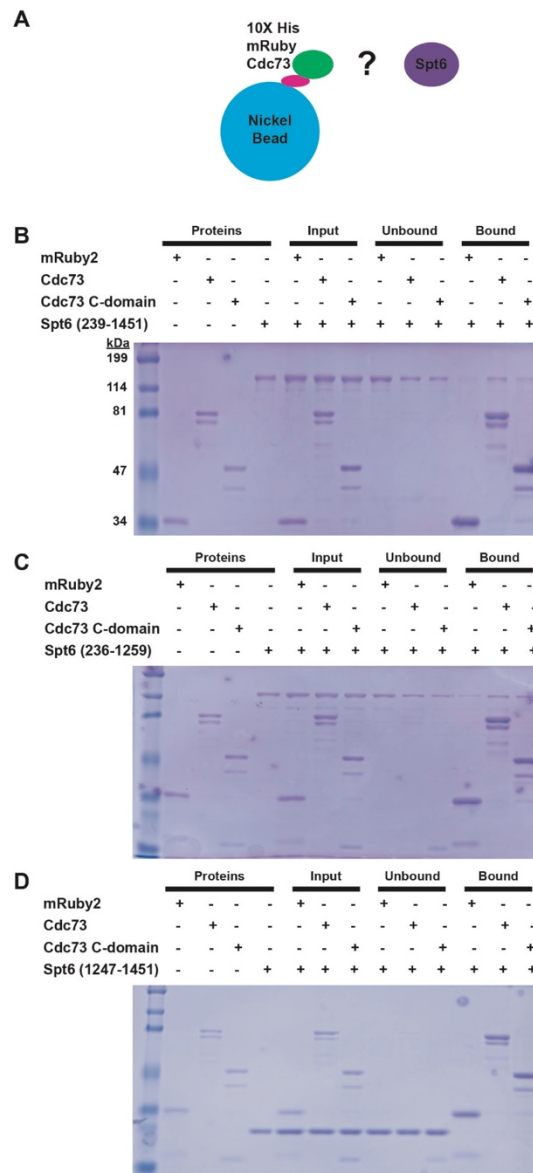 A
10X His
mRuby
Cdc73
?
Spt6
Nickel
Bead
B
Proteins Input Unbound Bound
mRuby2 + - - - + - - + - - + - -
Cdc73 - + - - - + - - + - - + -
Cdc73 C-domain - - + - - - + - - + - - +
Spt6 (239-1451) - - - + + + + + + + + + +
kDa
199
114
81
47
34
C
Proteins Input Unbound Bound
mRuby2 + - - - + - - + - - + - -
Cdc73 - + - - - + - - + - - + -
Cdc73 C-domain - - + - - - + - - + - - +
Spt6 (236-1259) - - - + + + + + + + + + +
D
Proteins Input Unbound Bound
mRuby2 + - - - + - - + - - + - -
Cdc73 - + - - - + - - + - - + -
Cdc73 C-domain - - + - - - + - - + - - +
Spt6 (1247-1451) - - - + + + + + + + + + +